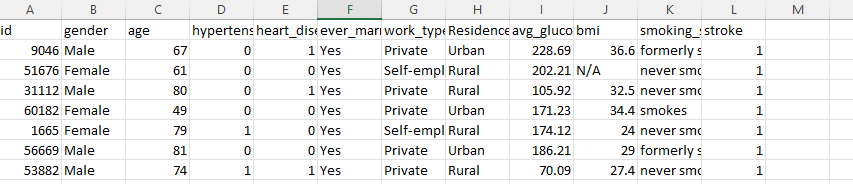 A B C D E F G H I J K L M
id gender age hypertens heart_dise ever_marr work_type Residence avg_gluco bmi smoking_s stroke
9046 Male 67 0 1 Yes Private Urban 228.69 36.6 formerly s 1
51676 Female 61 0 0 Yes Self-empl Rural 202.21 N/A never smo 1
31112 Male 80 0 1 Yes Private Rural 105.92 32.5 never smo 1
60182 Female 49 0 0 Yes Private Urban 171.23 34.4 smokes 1
1665 Female 79 1 0 Yes Self-empl Rural 174.12 24 never smo 1
56669 Male 81 0 0 Yes Private Urban 186.21 29 formerly s 1
53882 Male 74 1 1 Yes Private Rural 70.09 27.4 never smo 1